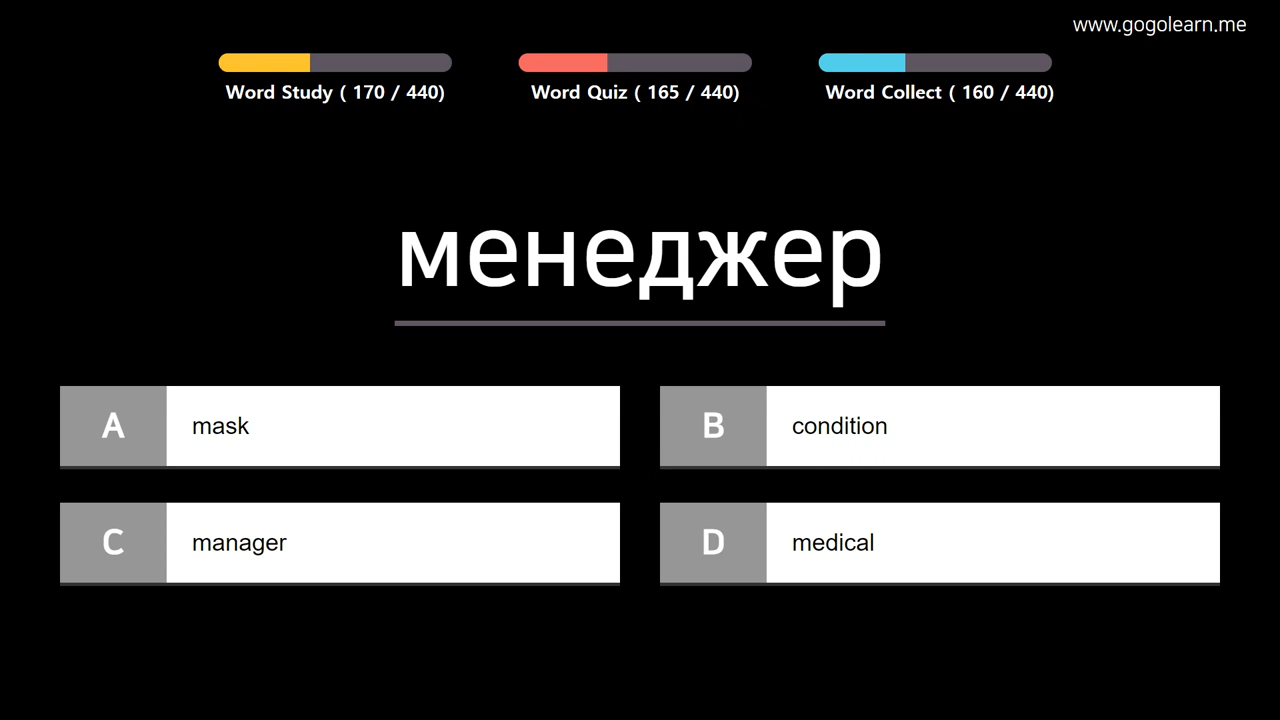 www.gogolearn.me
Word Study ( 170 / 440)
Word Quiz ( 165 / 440)
Word Collect ( 160 / 440)
менеджер
A mask
B condition
C manager
D medical